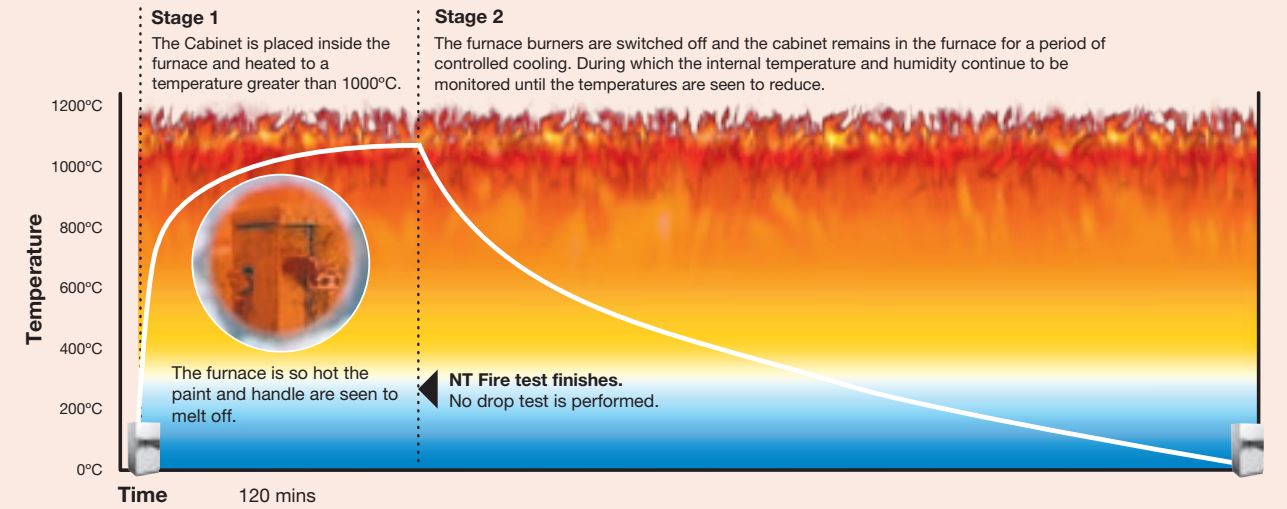 Stage 1
The Cabinet is placed inside the
furnace and heated to a
temperature greater than 1000ºC.
Stage 2
The furnace burners are switched off and the cabinet remains in the furnace for a period of
controlled cooling. During which the internal temperature and humidity continue to be
monitored until the temperatures are seen to reduce.
Temperature
1200ºC
1000ºC
800ºC
600ºC
400ºC
200ºC
0ºC
The furnace is so hot the
paint and handle are seen to
melt off.
NT Fire test finishes.
No drop test is performed.
Time
120 mins